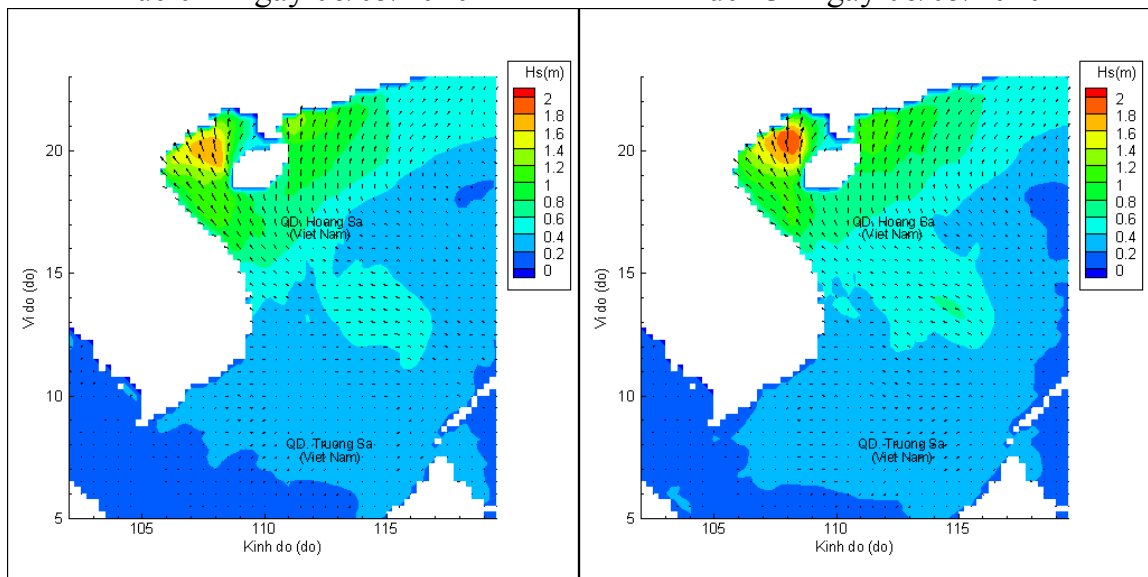 Hs(m)
2
1.8
1.6
1.4
1.2
1
0.8
0.6
0.4
0.2
0
20
15
10
5
105
110
115
Vi do (do)
Kinh do (do)
QD. Hoang Sa
(Viet Nam)
QD. Truong Sa
(Viet Nam)
Hs(m)
2
1.8
1.6
1.4
1.2
1
0.8
0.6
0.4
0.2
0
20
15
10
5
105
110
115
Vi do (do)
Kinh do (do)
QD. Hoang Sa
(Viet Nam)
QD. Truong Sa
(Viet Nam)